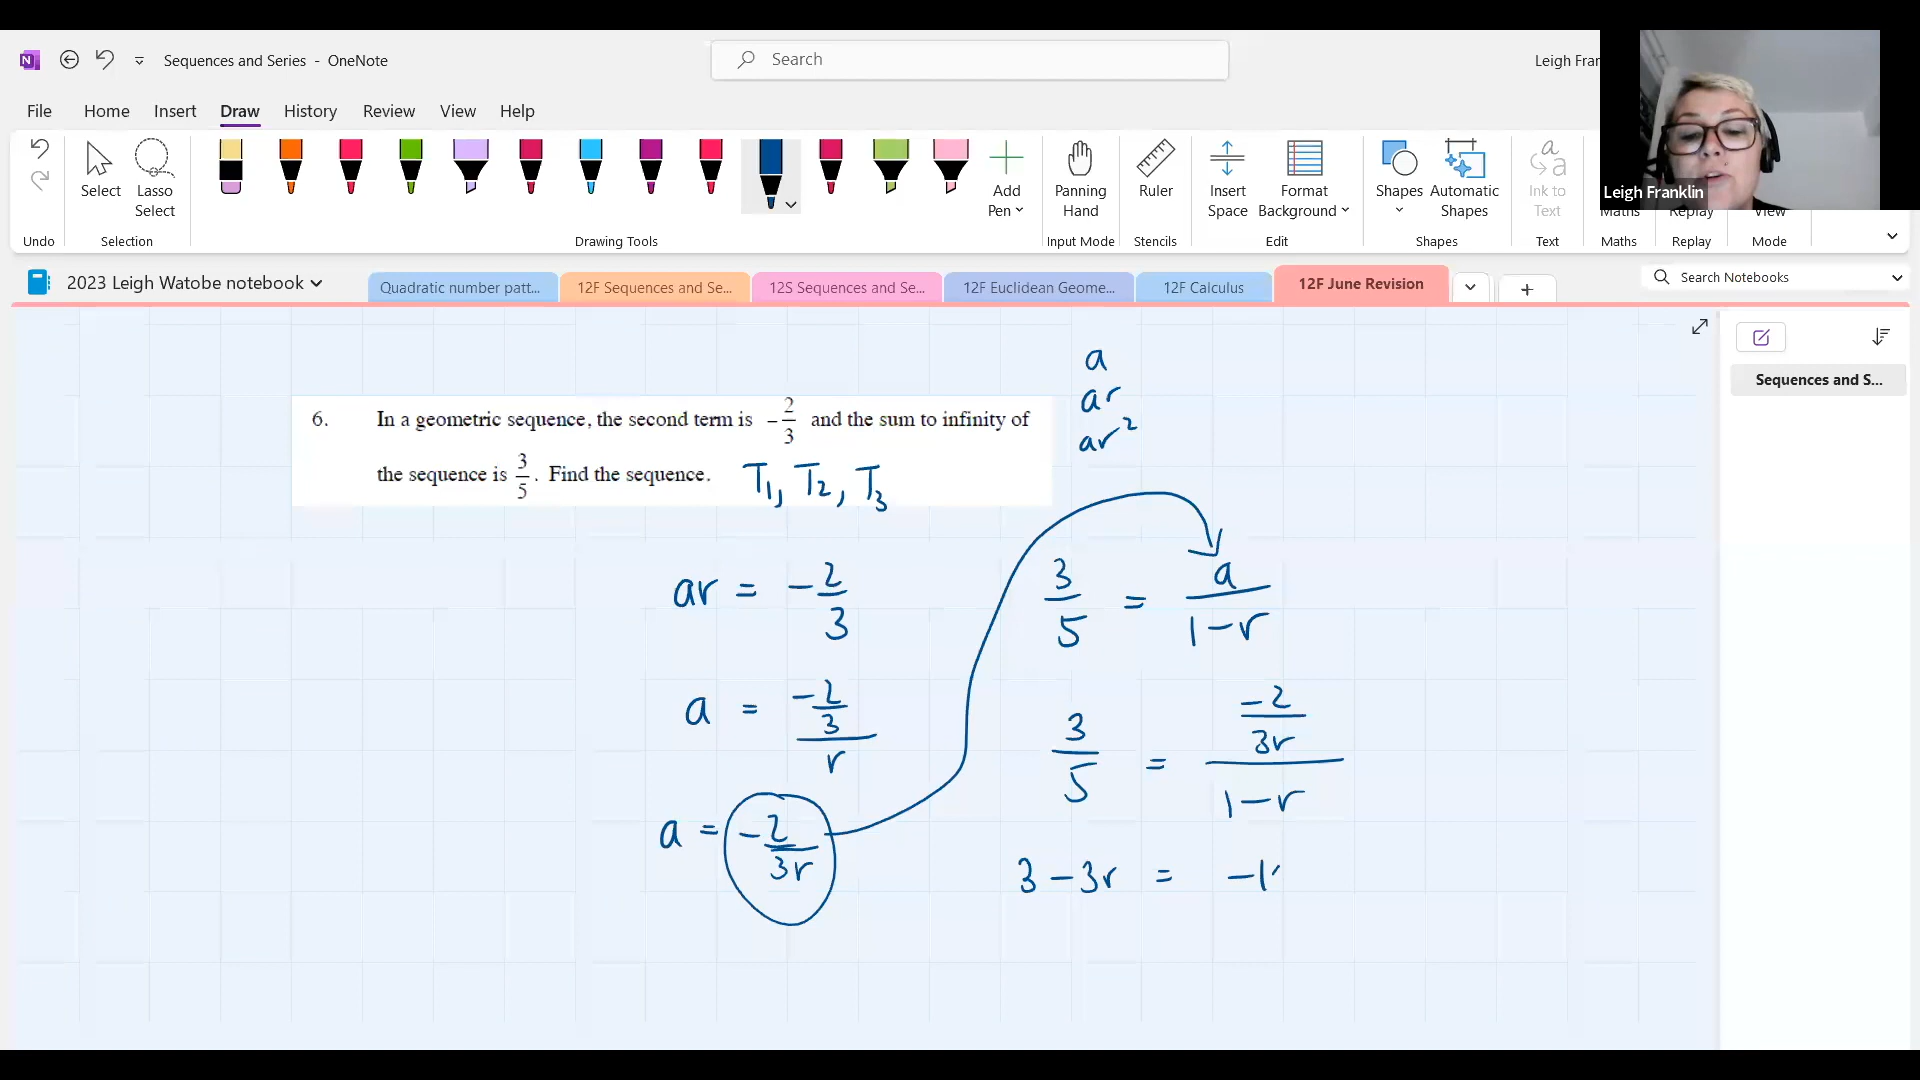 Sequences and Series - OneNote
Search
Leigh Fran
File Home Insert Draw History Review View Help
Leigh Franklin
Undo
Select
Lasso Select
Selection
Drawing Tools
Add Pen
Panning Hand
Input Mode
Ruler
Stencils
Insert Space
Format Background
Edit
Shapes
Automatic Shapes
Shapes
Ink to Text
Text
Maths
Maths
Replay
Replay
View
Mode
2023 Leigh Watobe notebook
Quadratic number patt...
12F Sequences and Se...
12S Sequences and Se...
12F Euclidean Geome...
12F Calculus
12F June Revision
+
Search Notebooks
Sequences and S...
a
ar
ar²
6. In a geometric sequence, the second term is -2/3 and the sum to infinity of
the sequence is 3/5. Find the sequence. T₁, T₂, T₃
ar = -2/3
3/5 = a/(1-r)
a = (-2/3)/r
3/5 = (-2/3r)/(1-r)
a = -2/3r
3 - 3r =